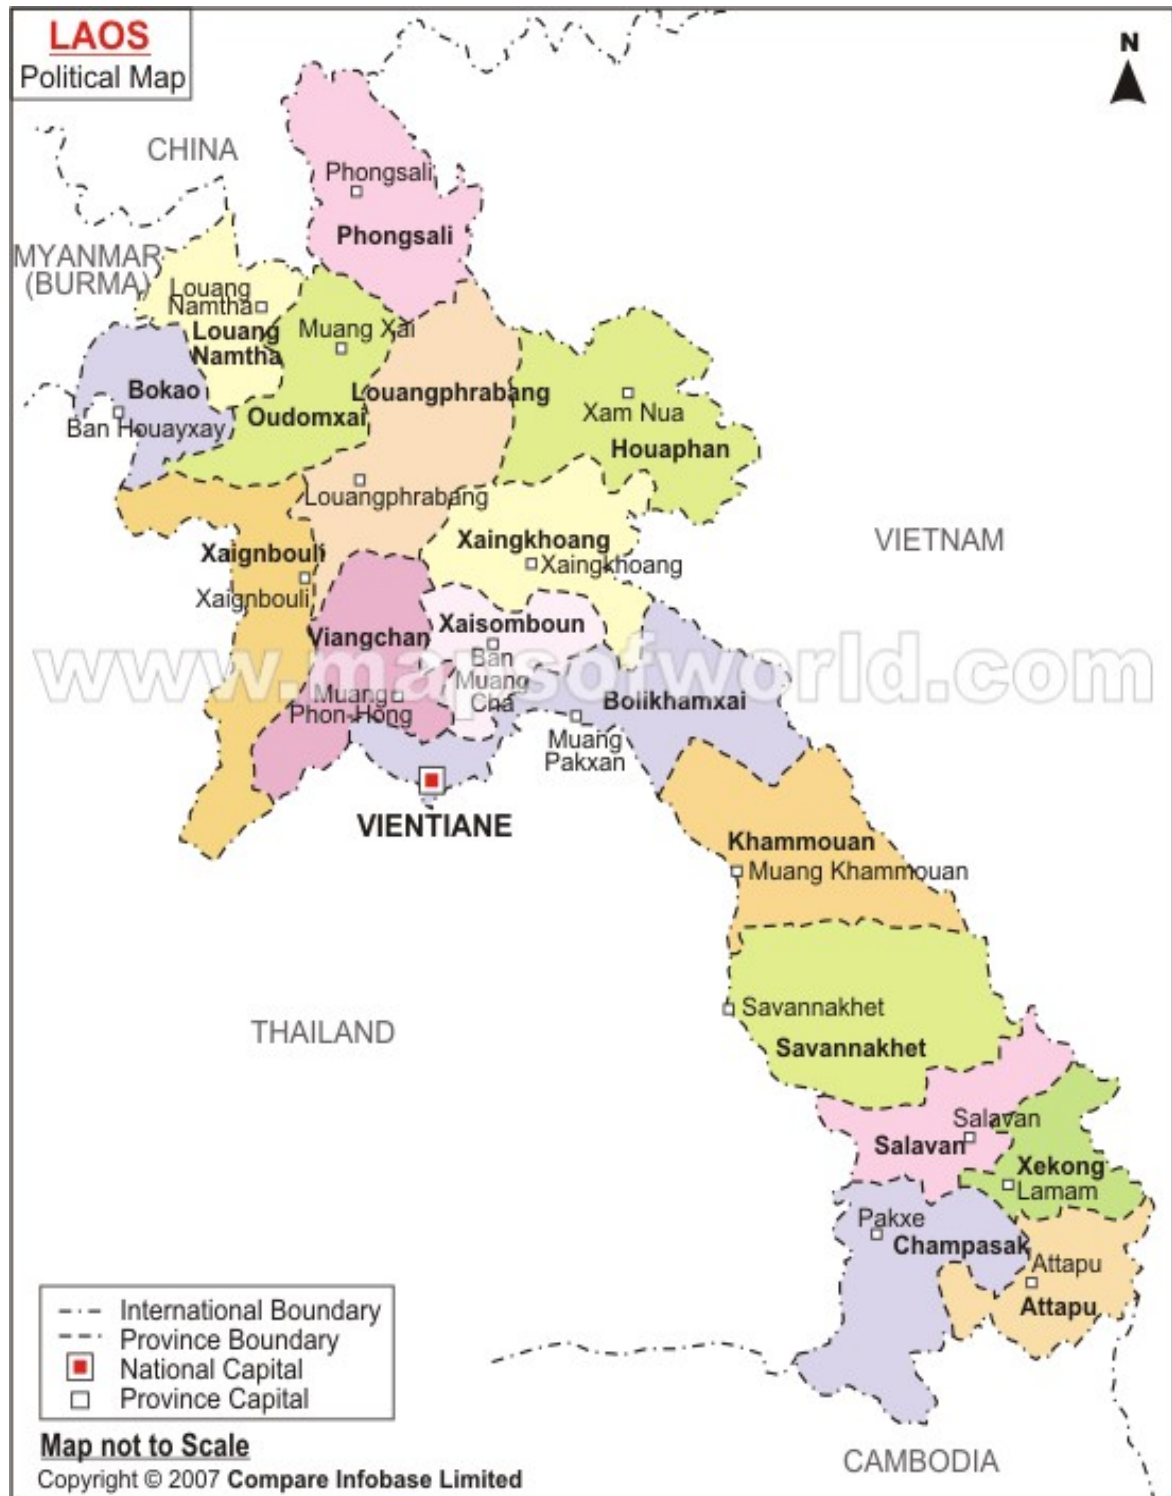 LAOS
Political Map
N
CHINA
Phongsali
Phongsali
MYANMAR
(BURMA)
Louang
Namtha
Louang
Namtha
Muang Xai
Bokao
Louangphrabang
Oudomxai
Xam Nua
Ban Houayxay
Houaphan
Louangphrabang
Xaignbouli
Xaingkhoang
VIETNAM
Xaingkhoang
Xaignbouli
Viangchan
Xaisomboun
www.mapsofworld.com
Ban
Muang
Cha
Muang
Phon-Hong
Bolikhamxai
Muang
Pakxan
VIENTIANE
Khammouan
Muang Khammouan
Savannakhet
THAILAND
Savannakhet
Salavan
Salavan
Xekong
Lamam
Pakxe
Champasak
Attapu
Attapu
International Boundary
Province Boundary
National Capital
Province Capital
Map not to Scale
CAMBODIA
Copyright © 2007 Compare Infobase Limited